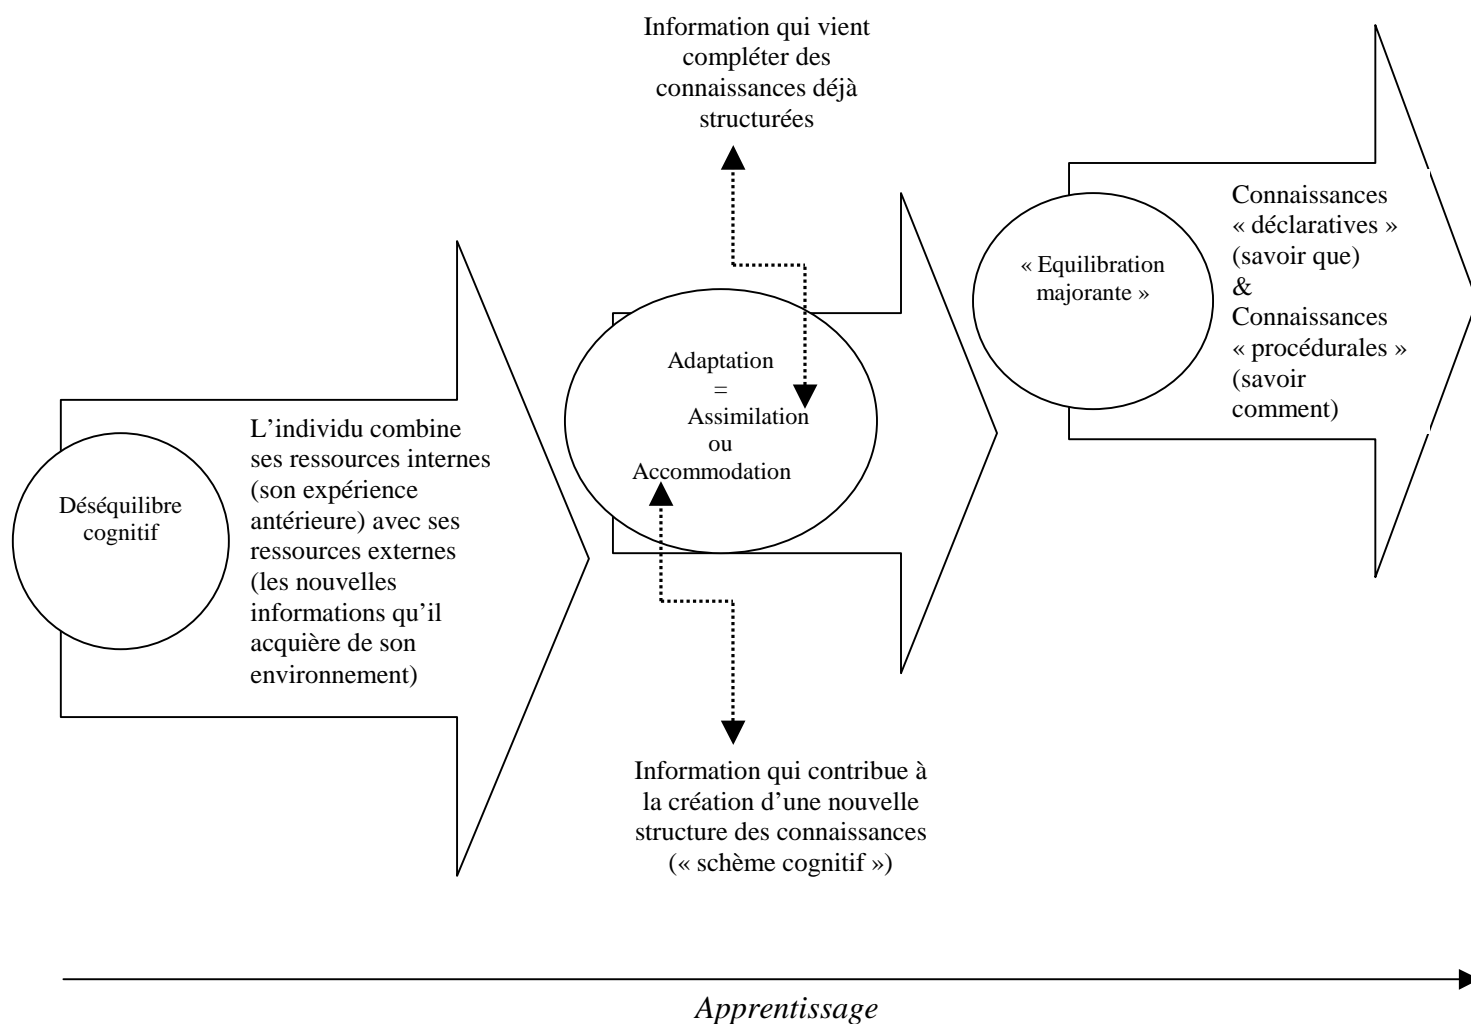 Information qui vient
compléter des
connaissances déjà
structurées
Déséquilibre
cognitif
L’individu combine
ses ressources internes
(son expérience
antérieure) avec ses
ressources externes
(les nouvelles
informations qu’il
acquière de son
environnement)
Adaptation
=
Assimilation
ou
Accommodation
Information qui contribue à
la création d’une nouvelle
structure des connaissances
(« schème cognitif »)
« Equilibration
majorante »
Connaissances
« déclaratives »
(savoir que)
&
Connaissances
« procédurales »
(savoir
comment)
Apprentissage